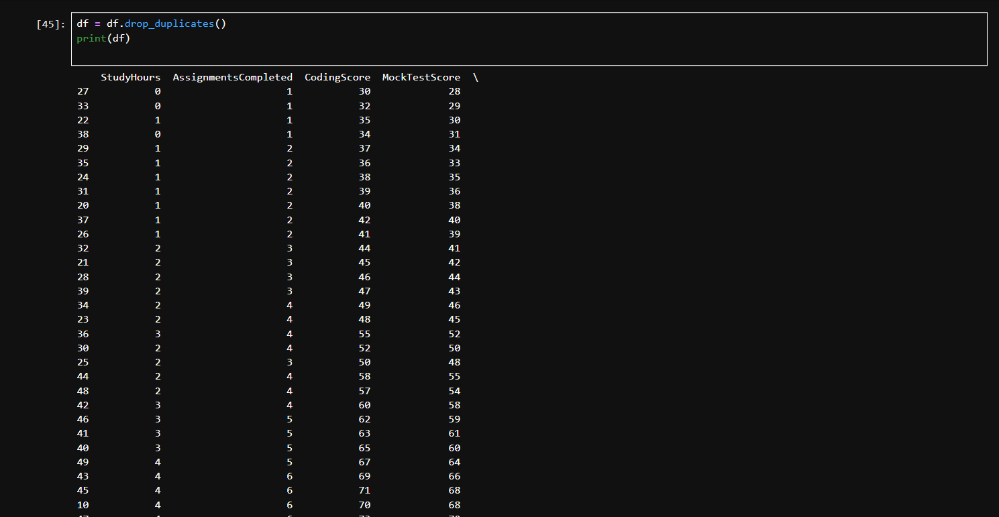 [45]: df = df.drop_duplicates()
print(df)
StudyHours AssignmentsCompleted CodingScore MockTestScore \
27 0 1 30 28
33 0 1 32 29
22 1 1 35 30
38 0 1 34 31
29 1 2 37 34
35 1 2 36 33
24 1 2 38 35
31 1 2 39 36
20 1 2 40 38
37 1 2 42 40
26 1 2 41 39
32 2 3 44 41
21 2 3 45 42
28 2 3 46 44
39 2 3 47 43
34 2 4 49 46
23 2 4 48 45
36 3 4 55 52
30 2 4 52 50
25 2 3 50 48
44 2 4 58 55
48 2 4 57 54
42 3 4 60 58
46 3 5 62 59
41 3 5 63 61
40 3 5 65 60
49 4 5 67 64
43 4 6 69 66
45 4 6 71 68
10 4 6 70 68